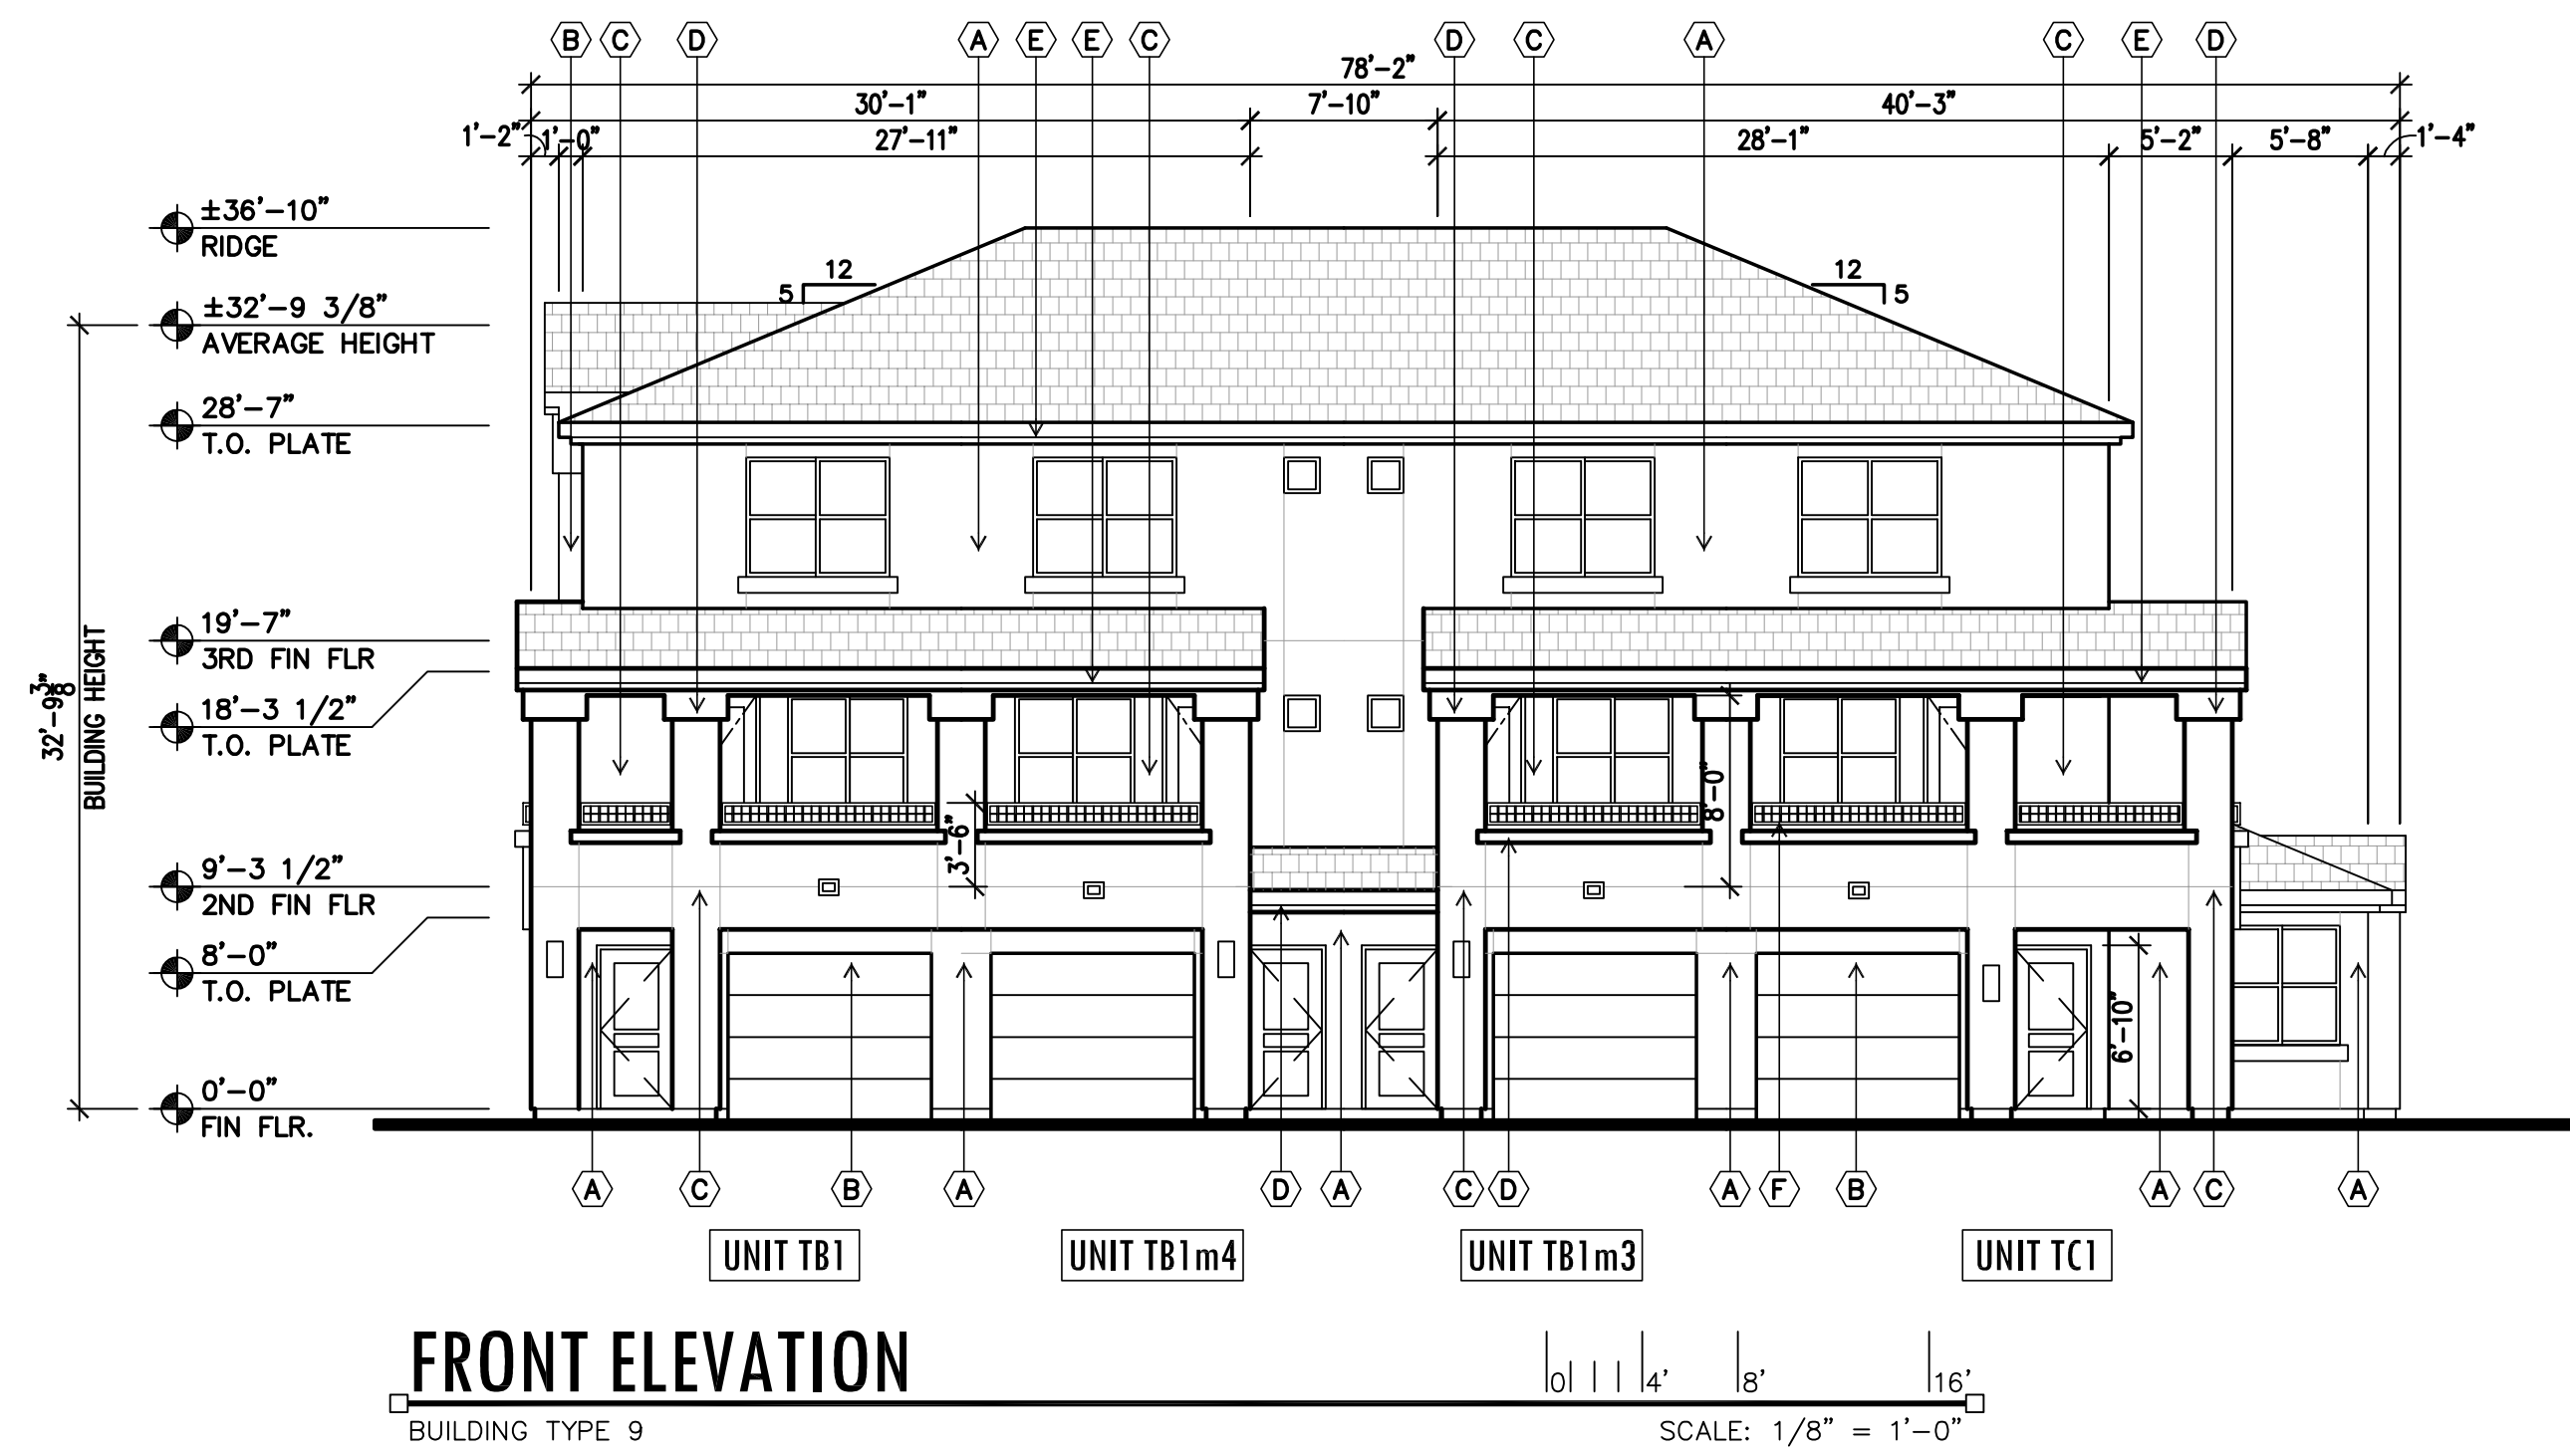 B C D A E E C D C A C E D
78'-2"
30'-1" 7'-10" 40'-3"
1'-2" 1'-0" 27'-11" 28'-1" 5'-2" 5'-8" 1'-4"
±36'-10"
RIDGE
12
5
12
5
±32'-9 3/8"
AVERAGE HEIGHT
28'-7"
T.O. PLATE
19'-7"
3RD FIN FLR
18'-3 1/2"
T.O. PLATE
32'-9 3/8"
BUILDING HEIGHT
8'-0"
3'-6"
9'-3 1/2"
2ND FIN FLR
8'-0"
T.O. PLATE
6'-10"
0'-0"
FIN FLR.
A C B A D A C D A F B A C A
UNIT TB1 UNIT TB1m4 UNIT TB1m3 UNIT TC1
FRONT ELEVATION
0 4' 8' 16'
BUILDING TYPE 9
SCALE: 1/8" = 1'-0"